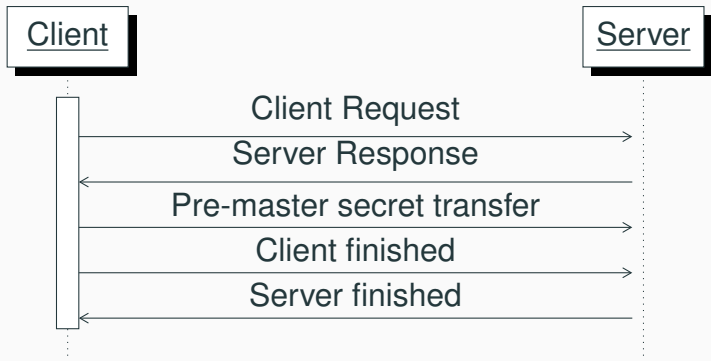 Client
Server
Client Request
Server Response
Pre-master secret transfer
Client finished
Server finished